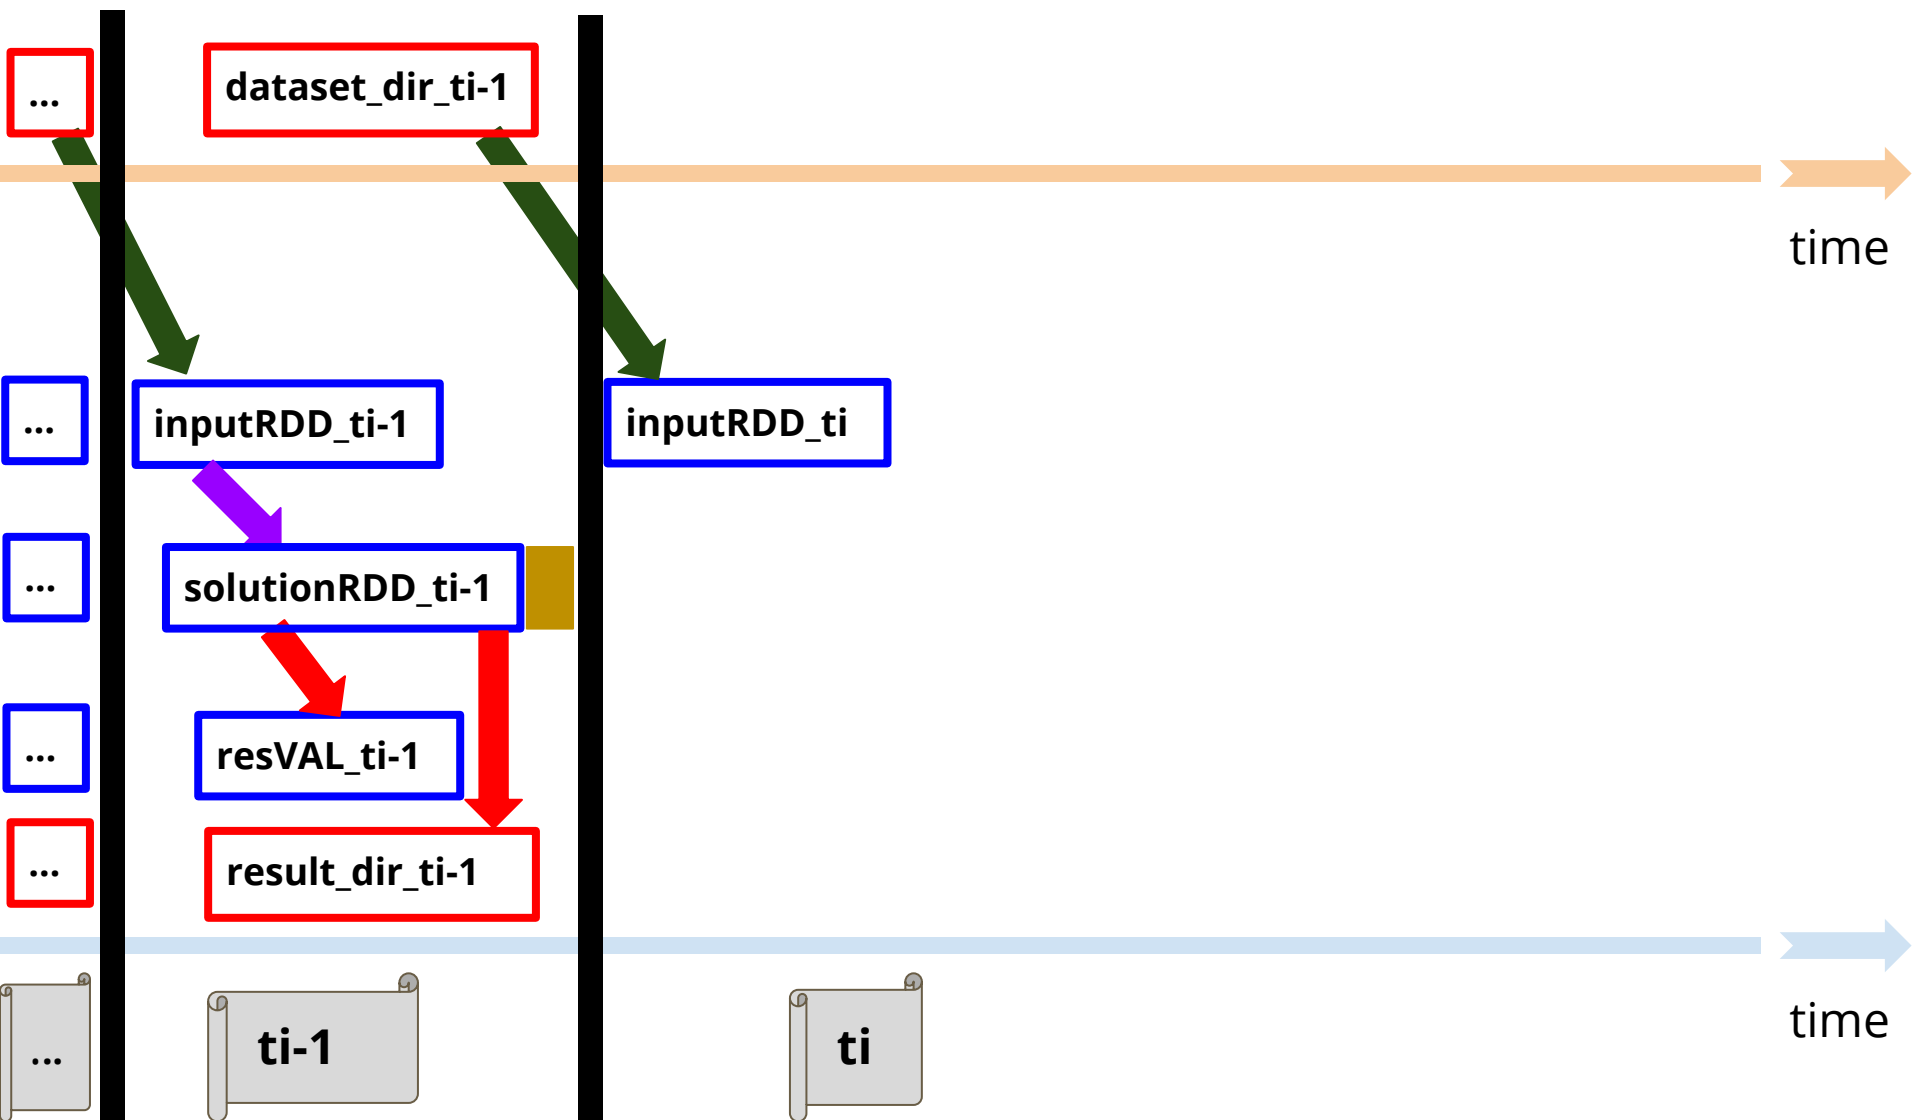 ...
dataset_dir_ti-1
time
...
inputRDD_ti-1
inputRDD_ti
...
solutionRDD_ti-1
...
resVAL_ti-1
...
result_dir_ti-1
...
ti-1
ti
time